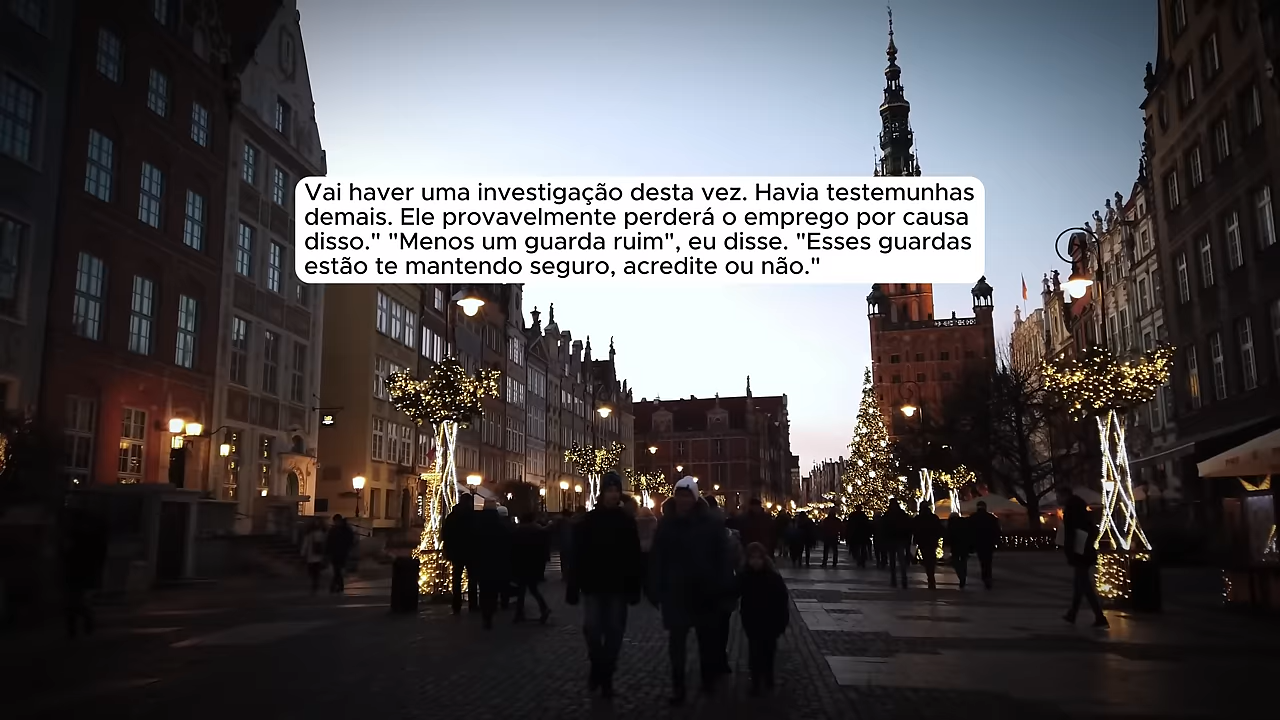 Vai haver uma investigação desta vez. Havia testemunhas
demais. Ele provavelmente perderá o emprego por causa
disso." "Menos um guarda ruim", eu disse. "Esses guardas
estão te mantendo seguro, acredite ou não."